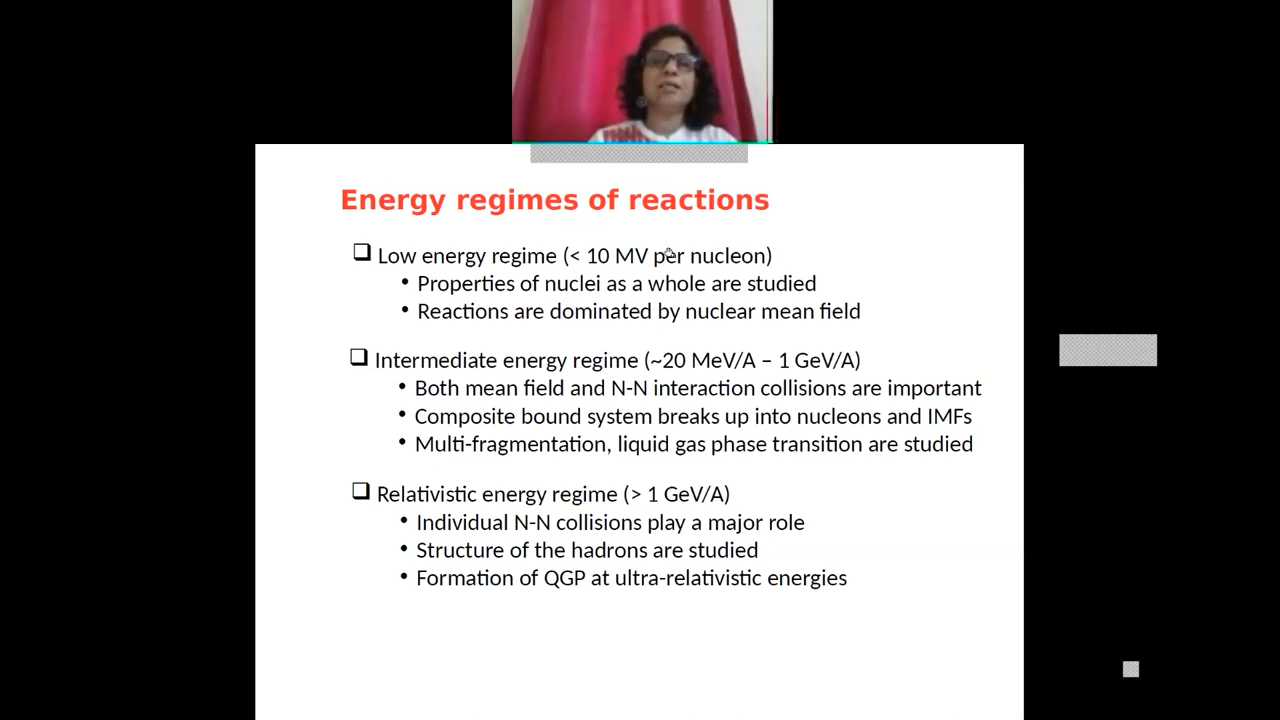 Energy regimes of reactions
❑ Low energy regime (< 10 MV per nucleon)
• Properties of nuclei as a whole are studied
• Reactions are dominated by nuclear mean field
❑ Intermediate energy regime (~20 MeV/A – 1 GeV/A)
• Both mean field and N-N interaction collisions are important
• Composite bound system breaks up into nucleons and IMFs
• Multi-fragmentation, liquid gas phase transition are studied
❑ Relativistic energy regime (> 1 GeV/A)
• Individual N-N collisions play a major role
• Structure of the hadrons are studied
• Formation of QGP at ultra-relativistic energies